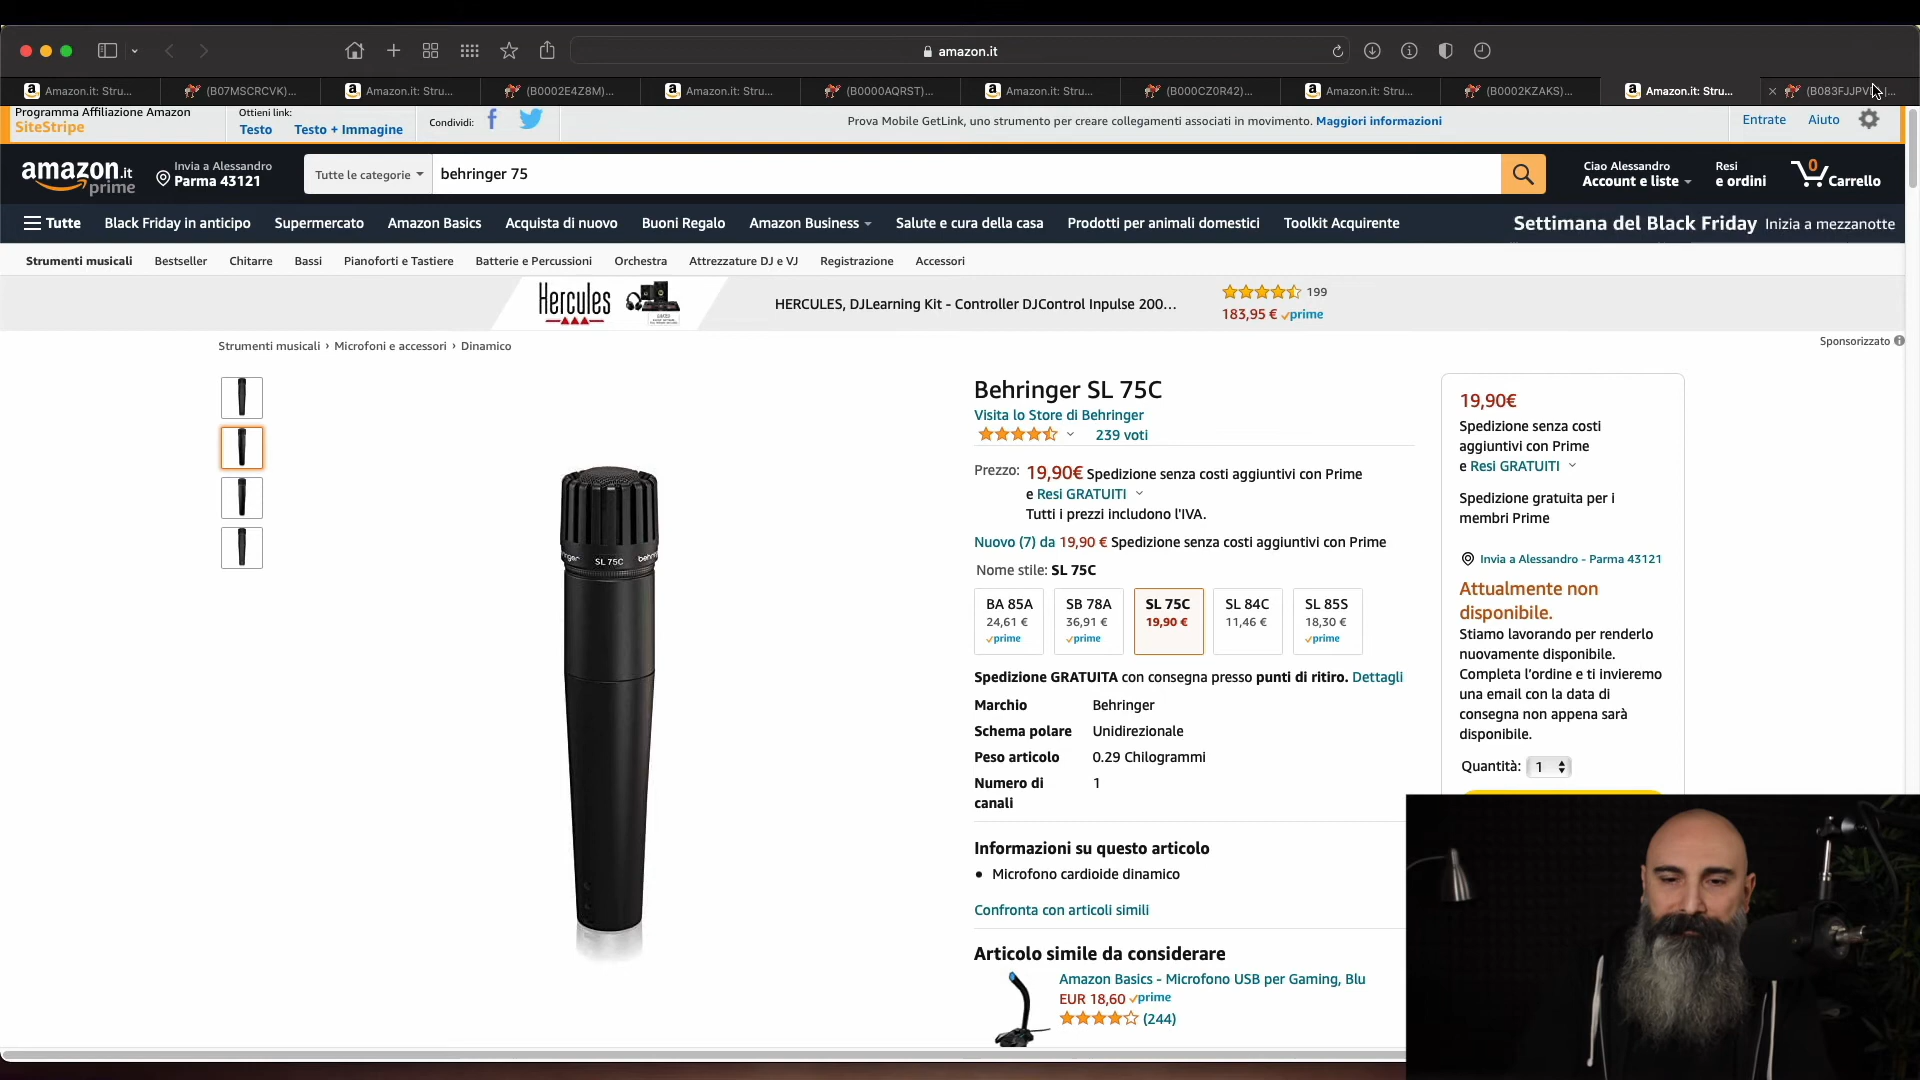 amazon.it
Amazon.it: Stru...
(B07MSCRCVK)...
Amazon.it: Stru...
(B0002E4Z8M)...
Amazon.it: Stru...
(B0000AQRST)...
Amazon.it: Stru...
(B000CZ0R42)...
Amazon.it: Stru...
(B0002KZAKS)...
Amazon.it: Stru...
Programma Affiliazione Amazon
SiteStripe
Ottieni link:
Testo Testo + Immagine
Condividi:
Prova Mobile GetLink, uno strumento per creare collegamenti associati in movimento. Maggiori informazioni
Entrate Aiuto
amazon.it
prime
Invia a Alessandro
Parma 43121
Tutte le categorie
behringer 75
Ciao Alessandro
Account e liste
Resi
e ordini
0
Carrello
Tutte Black Friday in anticipo Supermercato Amazon Basics Acquista di nuovo Buoni Regalo Amazon Business Salute e cura della casa Prodotti per animali domestici Toolkit Acquirente Settimana del Black Friday Inizia a mezzanotte
Strumenti musicali Bestseller Chitarre Bassi Pianoforti e Tastiere Batterie e Percussioni Orchestra Attrezzature DJ e VJ Registrazione Accessori
Hercules
HERCULES, DJLearning Kit - Controller DJControl Inpulse 200...
199
183,95 € prime
Sponsorizzato
Strumenti musicali › Microfoni e accessori › Dinamico
SL 75C
Behringer SL 75C
Visita lo Store di Behringer
239 voti
Prezzo: 19,90€ Spedizione senza costi aggiuntivi con Prime
e Resi GRATUITI
Tutti i prezzi includono l'IVA.
Nuovo (7) da 19,90 € Spedizione senza costi aggiuntivi con Prime
Nome stile: SL 75C
BA 85A
24,61 €
prime
SB 78A
36,91 €
prime
SL 75C
19,90 €
SL 84C
11,46 €
SL 85S
18,30 €
prime
Spedizione GRATUITA con consegna presso punti di ritiro. Dettagli
Marchio Behringer
Schema polare Unidirezionale
Peso articolo 0.29 Chilogrammi
Numero di canali 1
Informazioni su questo articolo
• Microfono cardioide dinamico
Confronta con articoli simili
Articolo simile da considerare
Amazon Basics - Microfono USB per Gaming, Blu
EUR 18,60 prime
(244)
19,90€
Spedizione senza costi
aggiuntivi con Prime
e Resi GRATUITI
Spedizione gratuita per i
membri Prime
Invia a Alessandro - Parma 43121
Attualmente non
disponibile.
Stiamo lavorando per renderlo
nuovamente disponibile.
Completa l'ordine e ti invieremo
una email con la data di
consegna non appena sarà
disponibile.
Quantità: 1